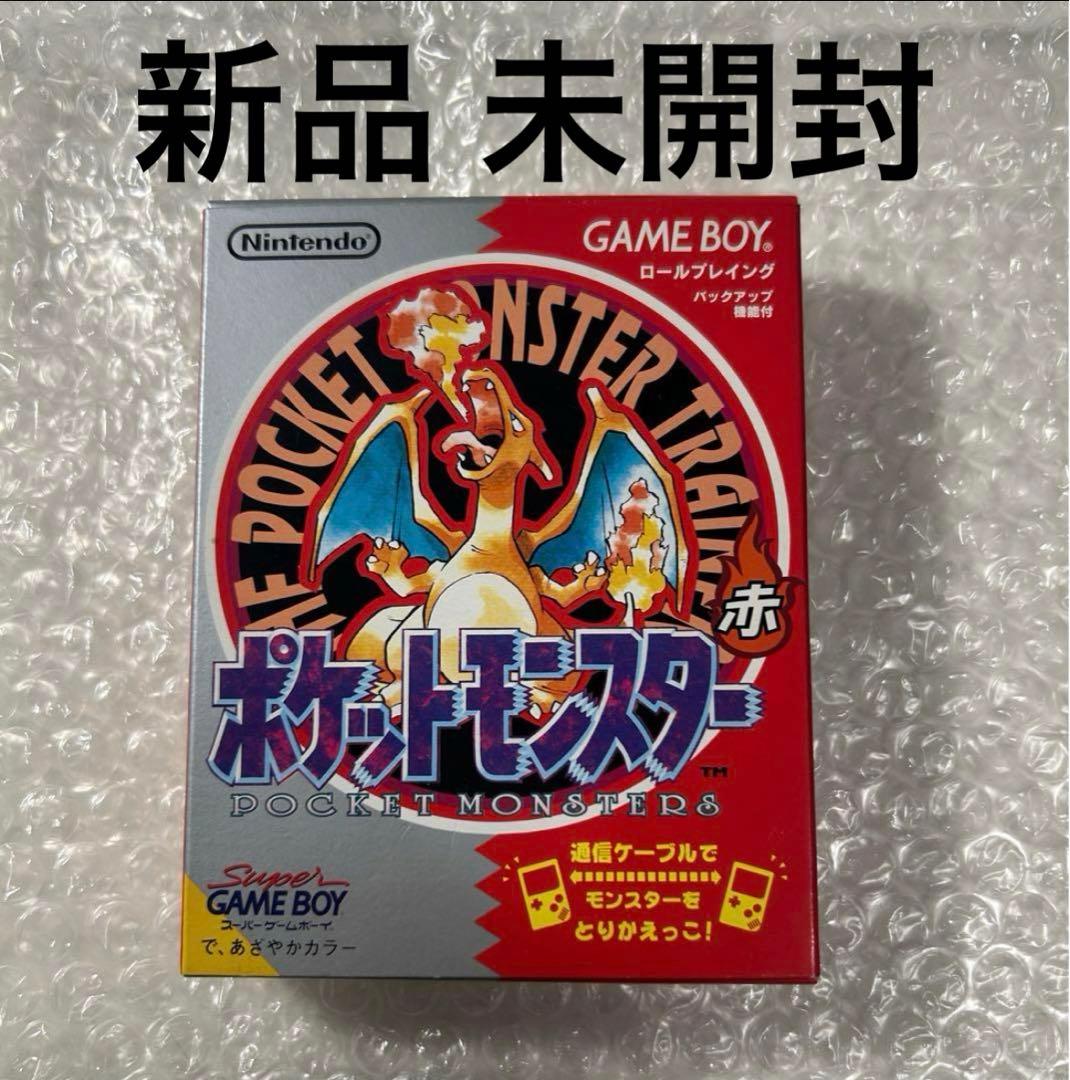 新品 未開封
Nintendo®
GAME BOY®
ロールプレイング
バックアップ
機能付
POCKET MONSTER TRAIN
赤
ポケットモンスター
TM
POCKET MONSTERS
通信ケーブルで
モンスターを
とりかえっこ!
Super
GAME BOY
スーパーゲームボーイ
で、あざやかカラー